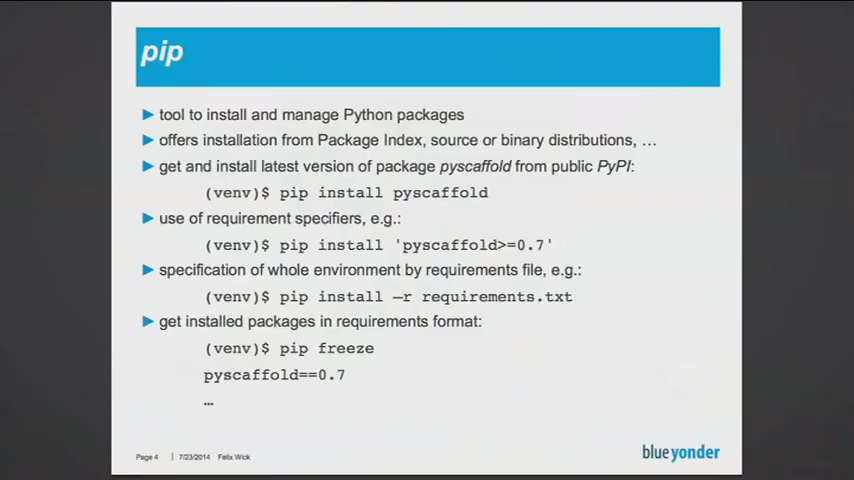 pip
tool to install and manage Python packages
offers installation from Package Index, source or binary distributions, …
get and install latest version of package pyscaffold from public PyPI:
(venv)$ pip install pyscaffold
use of requirement specifiers, e.g.:
(venv)$ pip install 'pyscaffold>=0.7'
specification of whole environment by requirements file, e.g.:
(venv)$ pip install –r requirements.txt
get installed packages in requirements format:
(venv)$ pip freeze
pyscaffold==0.7
…
Page 4 | 7/23/2014 Felix Wick
blueyonder